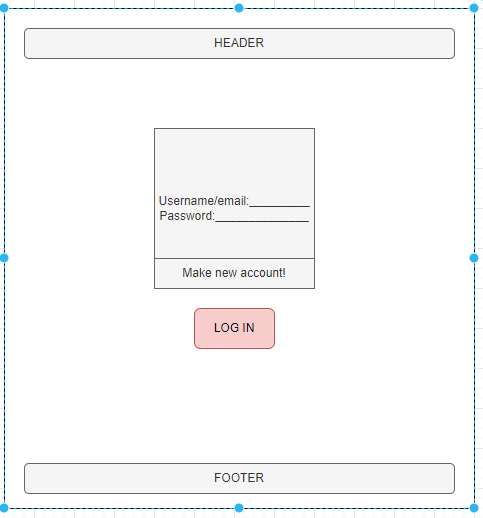 HEADER
Username/email:_________
Password:______________
Make new account!
LOG IN
FOOTER